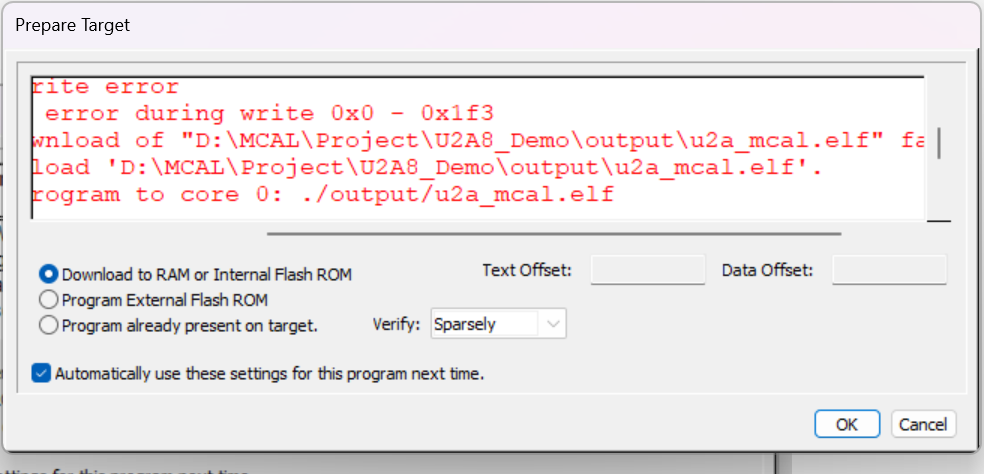 Prepare Target
rite error
error during write 0x0 - 0x1f3
wnload of "D:\MCAL\Project\U2A8_Demo\output\u2a_mcal.elf" fa
load 'D:\MCAL\Project\U2A8_Demo\output\u2a_mcal.elf'.
rogram to core 0: ./output/u2a_mcal.elf
Download to RAM or Internal Flash ROM
Text Offset:
Data Offset:
Program External Flash ROM
Program already present on target.
Verify: Sparsely
Automatically use these settings for this program next time.
OK
Cancel